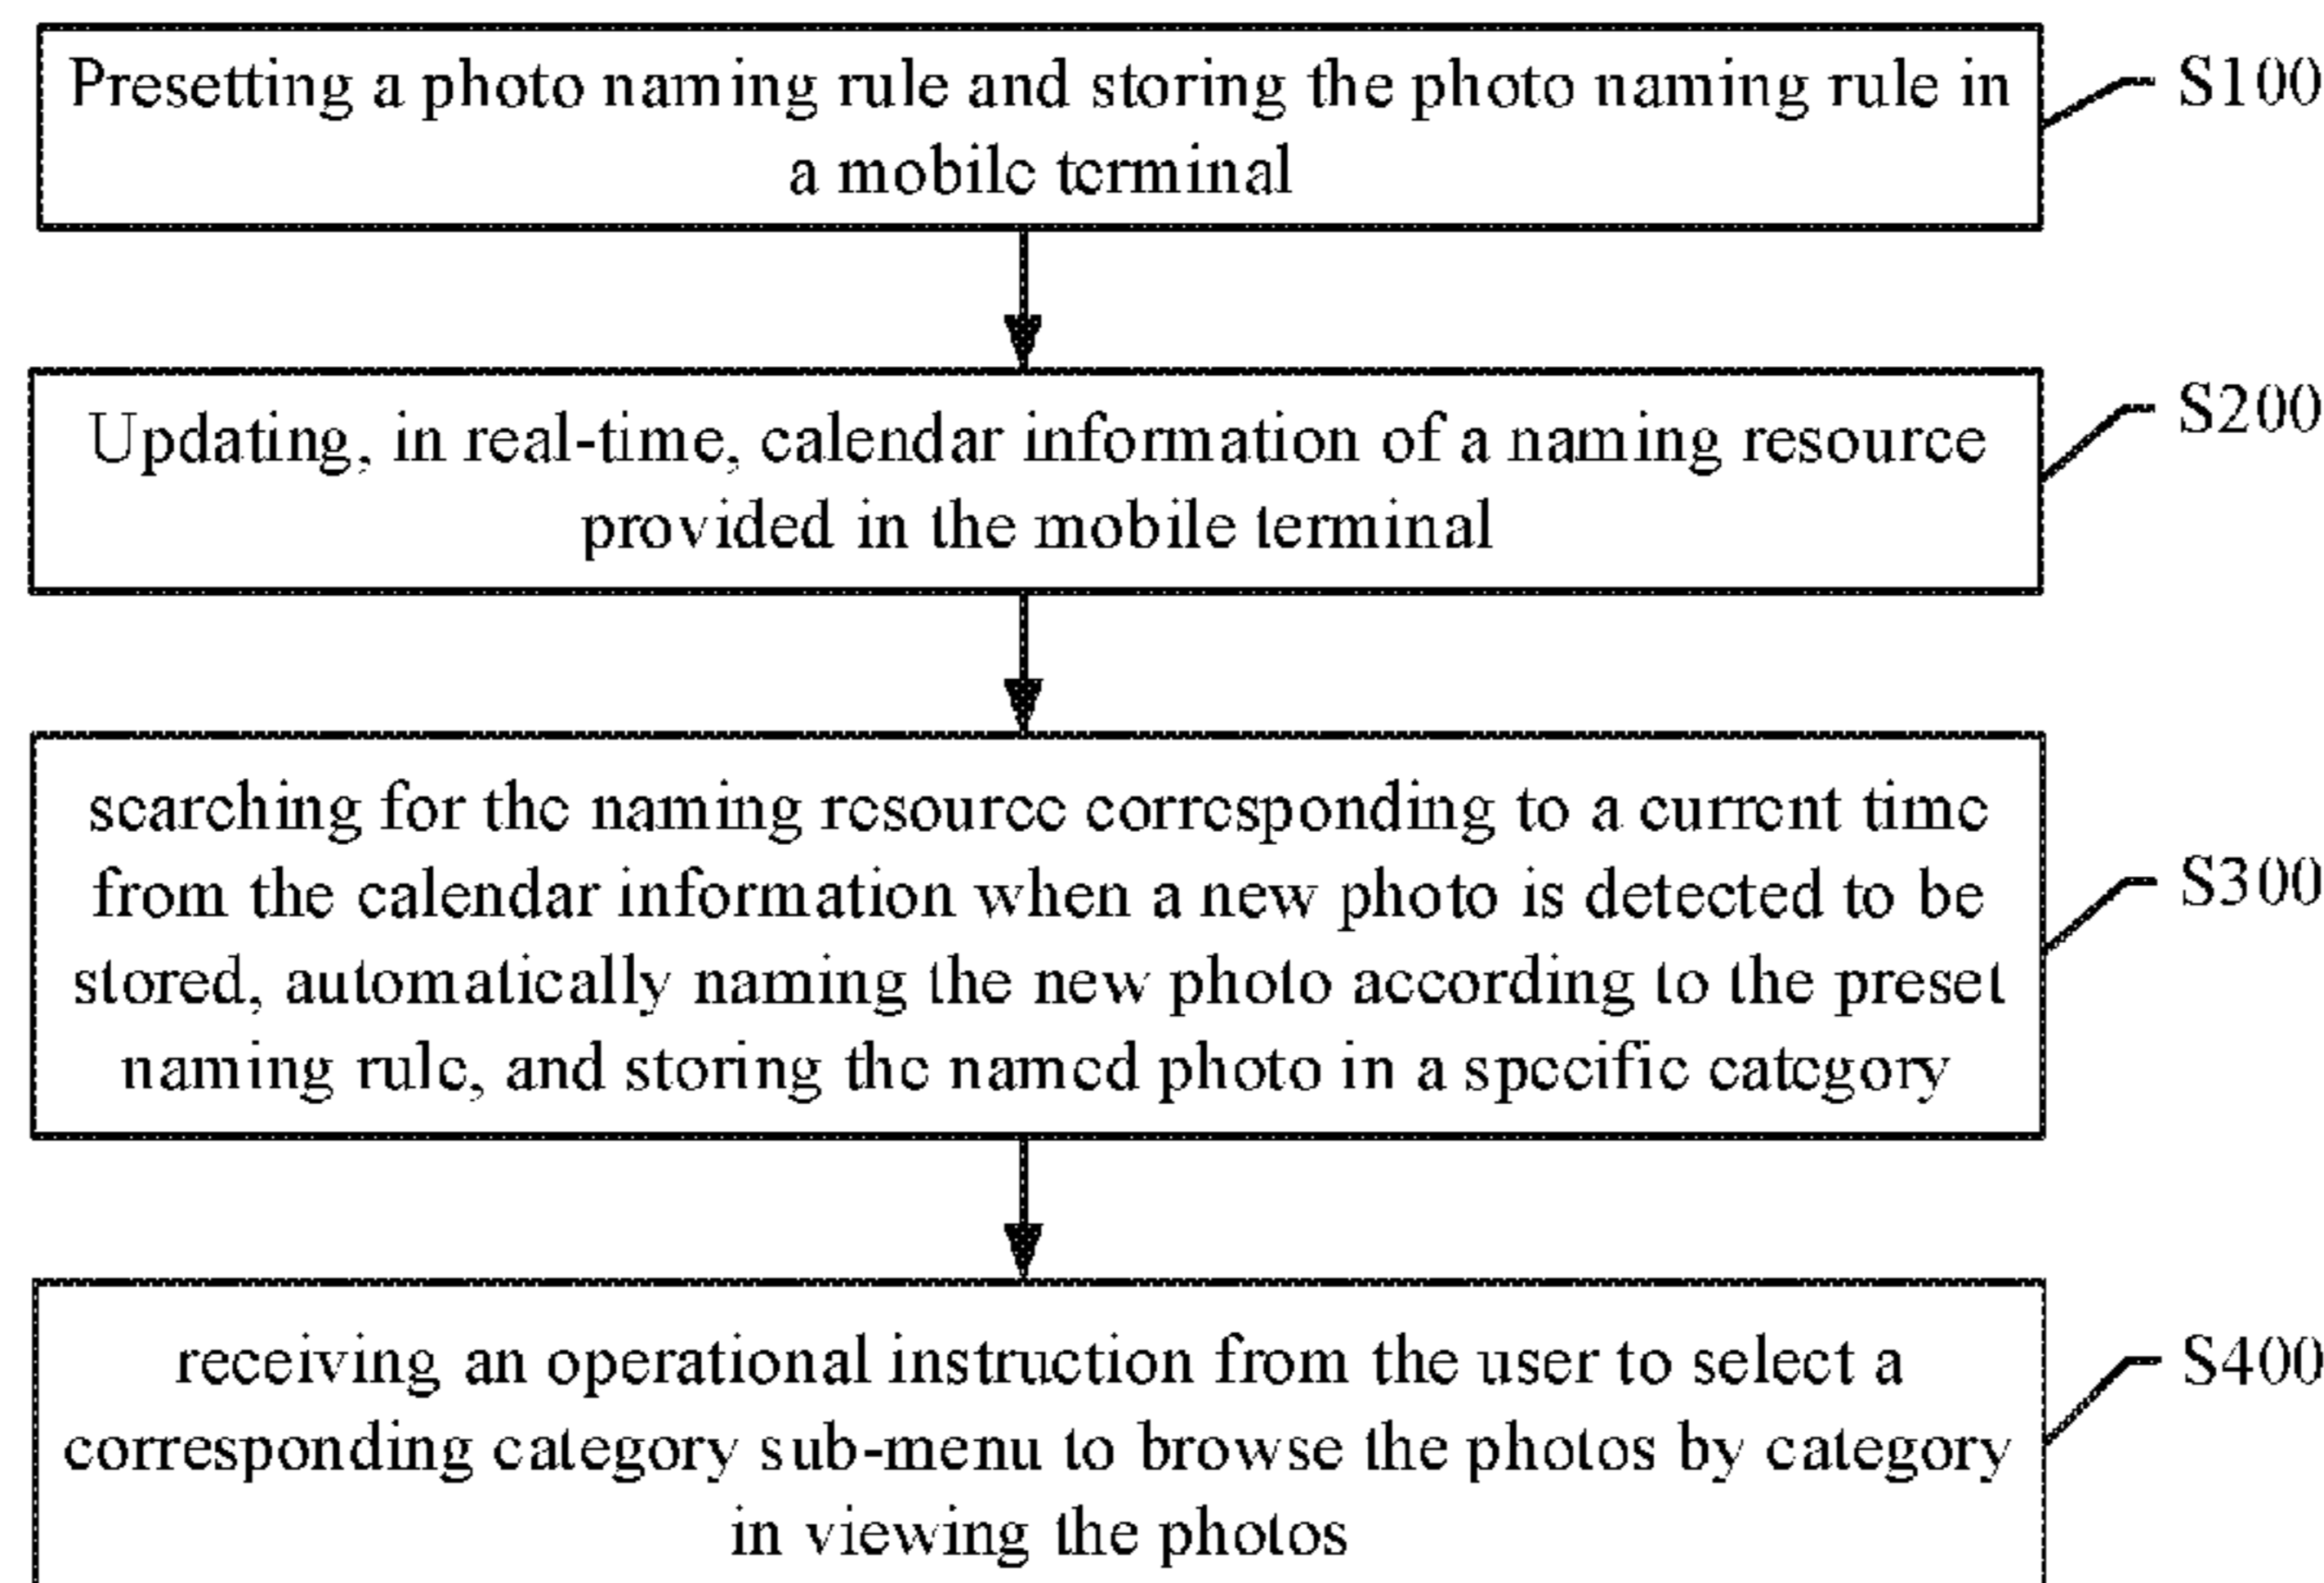 Presetting a photo naming rule and storing the photo naming rule in
a mobile terminal
S100
Updating, in real-time, calendar information of a naming resource
provided in the mobile terminal
S200
searching for the naming resource corresponding to a current time
from the calendar information when a new photo is detected to be
stored, automatically naming the new photo according to the preset
naming rule, and storing the named photo in a specific category
S300
receiving an operational instruction from the user to select a
corresponding category sub-menu to browse the photos by category
in viewing the photos
S400